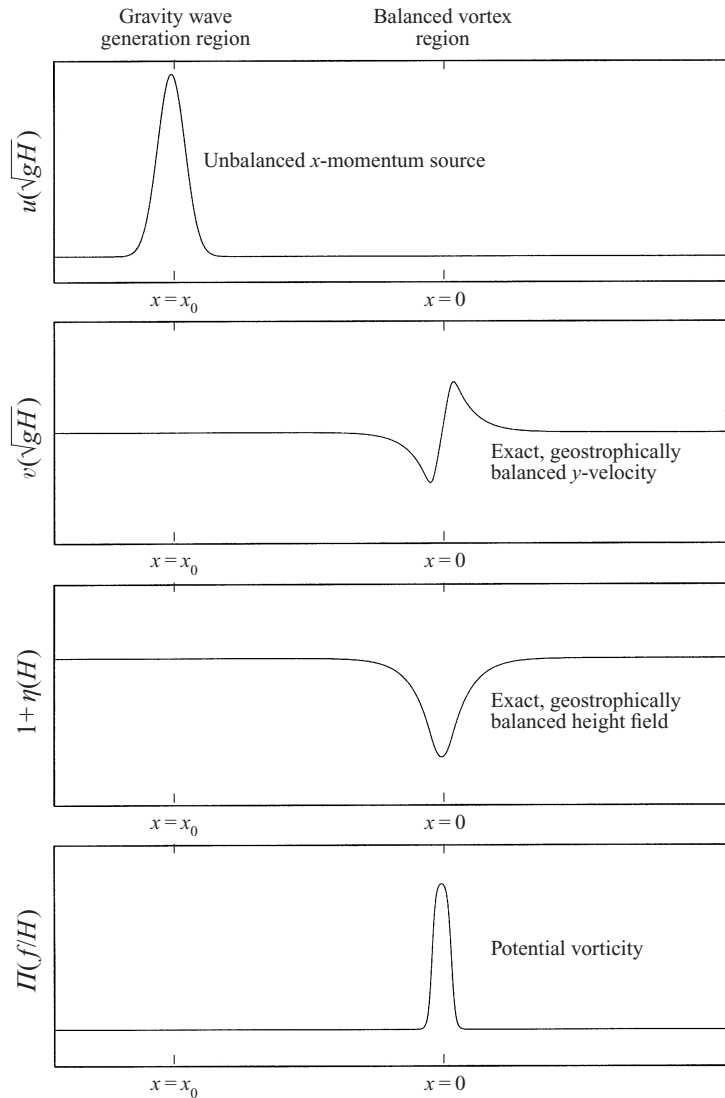 Gravity wave
generation region
Balanced vortex
region
u(√gH)
Unbalanced x-momentum source
x = x₀
x = 0
v(√gH)
Exact, geostrophically
balanced y-velocity
x = x₀
x = 0
1 + η(H)
Exact, geostrophically
balanced height field
x = x₀
x = 0
Π(f/H)
Potential vorticity
x = x₀
x = 0